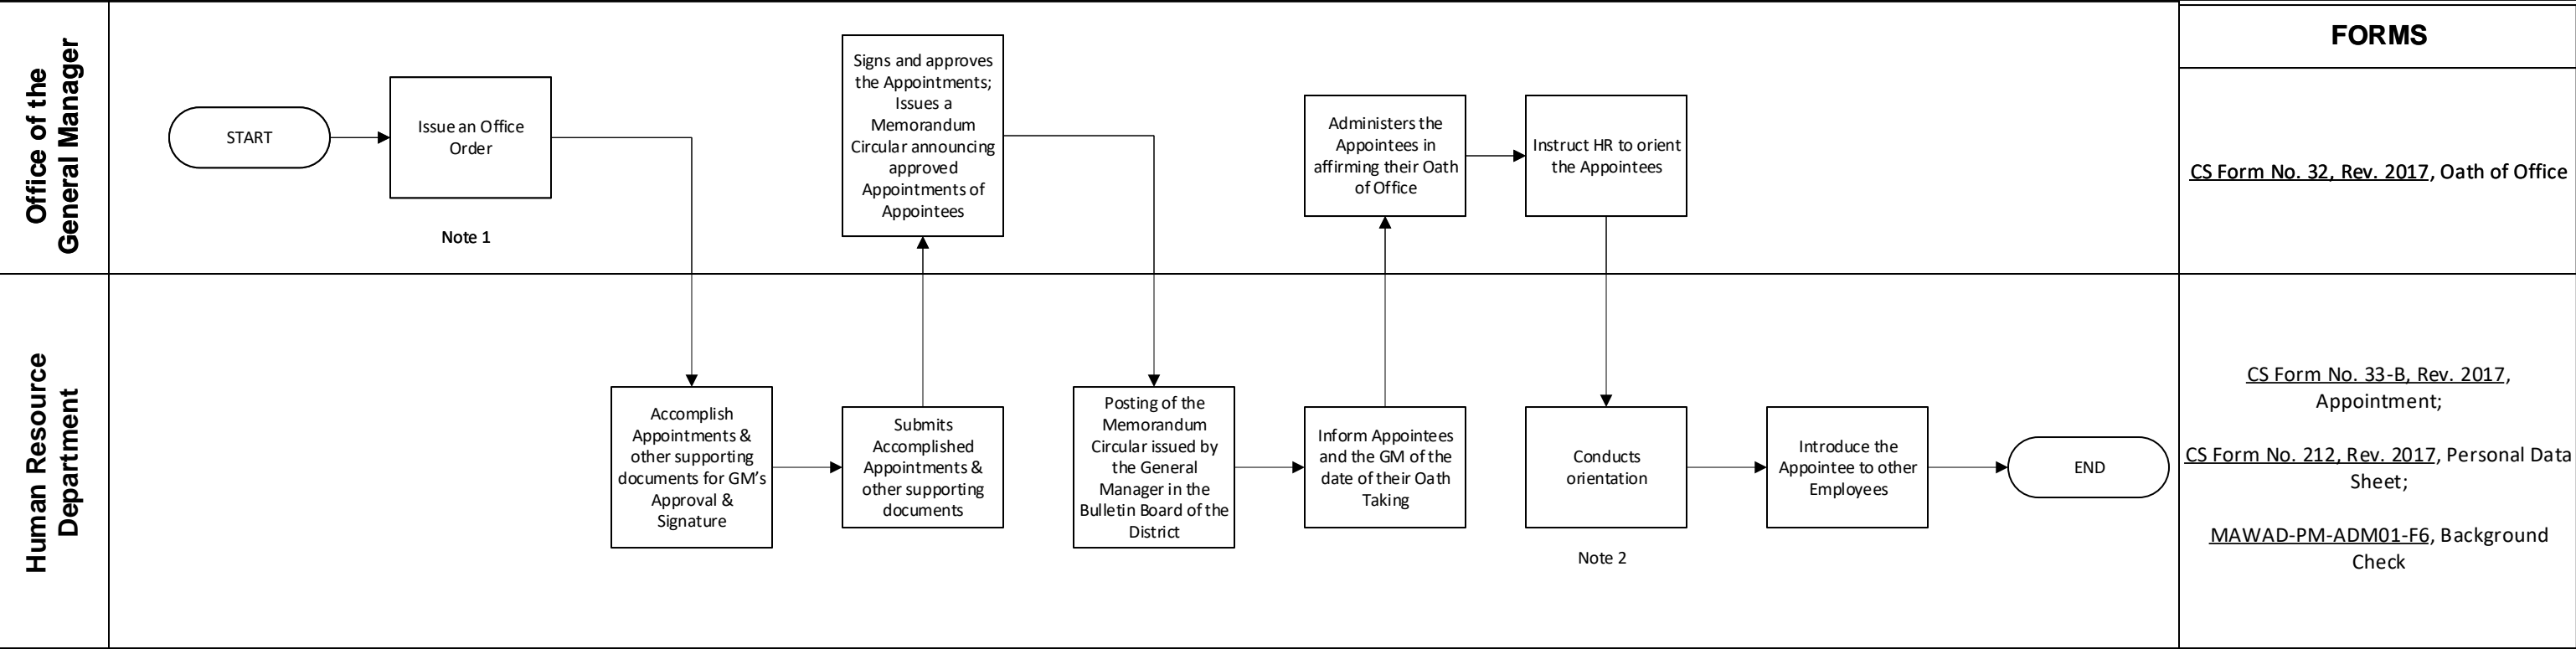 Office of the
General Manager
START
Issue an Office
Order
Note 1
Signs and approves
the Appointments;
Issues a
Memorandum
Circular announcing
approved
Appointments of
Appointees
Administers the
Appointees in
affirming their Oath
of Office
Instruct HR to orient
the Appointees
FORMS
CS Form No. 32, Rev. 2017, Oath of Office
Human Resource
Department
Accomplish
Appointments &
other supporting
documents for GM’s
Approval &
Signature
Submits
Accomplished
Appointments &
other supporting
documents
Posting of the
Memorandum
Circular issued by
the General
Manager in the
Bulletin Board of the
District
Inform Appointees
and the GM of the
date of their Oath
Taking
Conducts
orientation
Note 2
Introduce the
Appointee to other
Employees
END
CS Form No. 33-B, Rev. 2017,
Appointment;
CS Form No. 212, Rev. 2017, Personal Data
Sheet;
MAWAD-PM-ADM01-F6, Background
Check